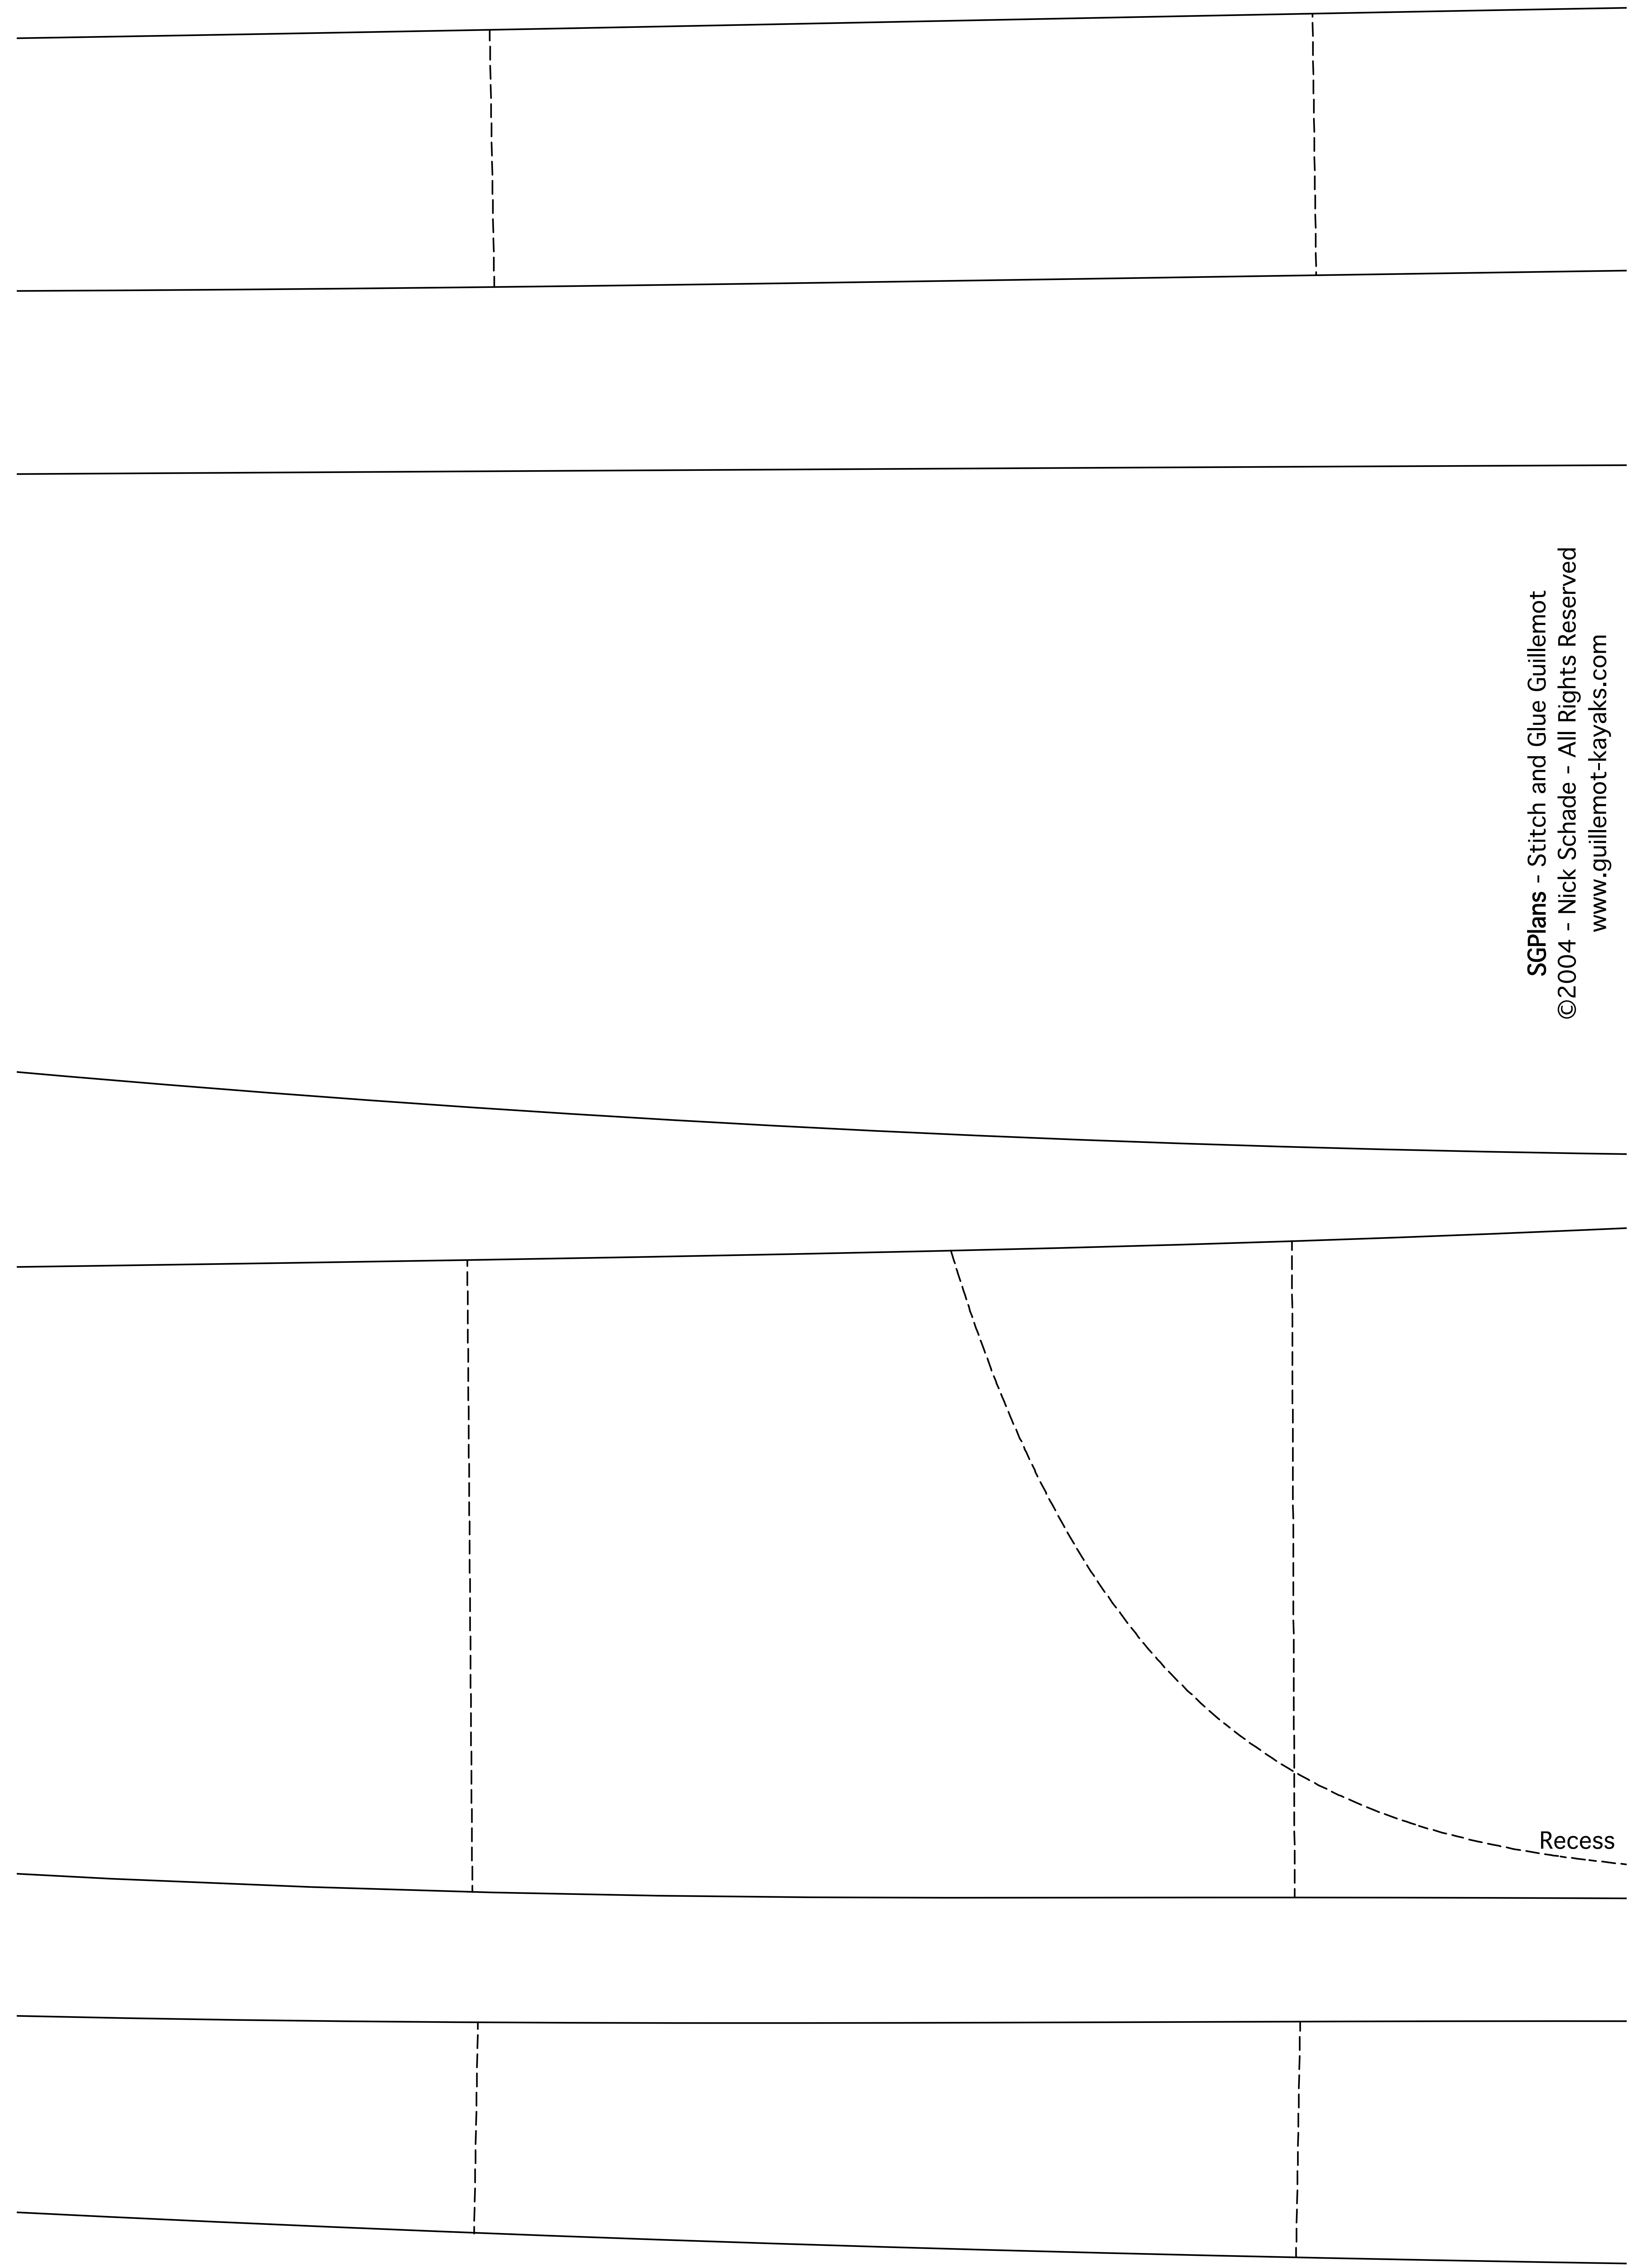 SGPlans - Stitch and Glue Guillemot
©2004 - Nick Schade - All Rights Reserved
www.guillemot-kayaks.com
Recess